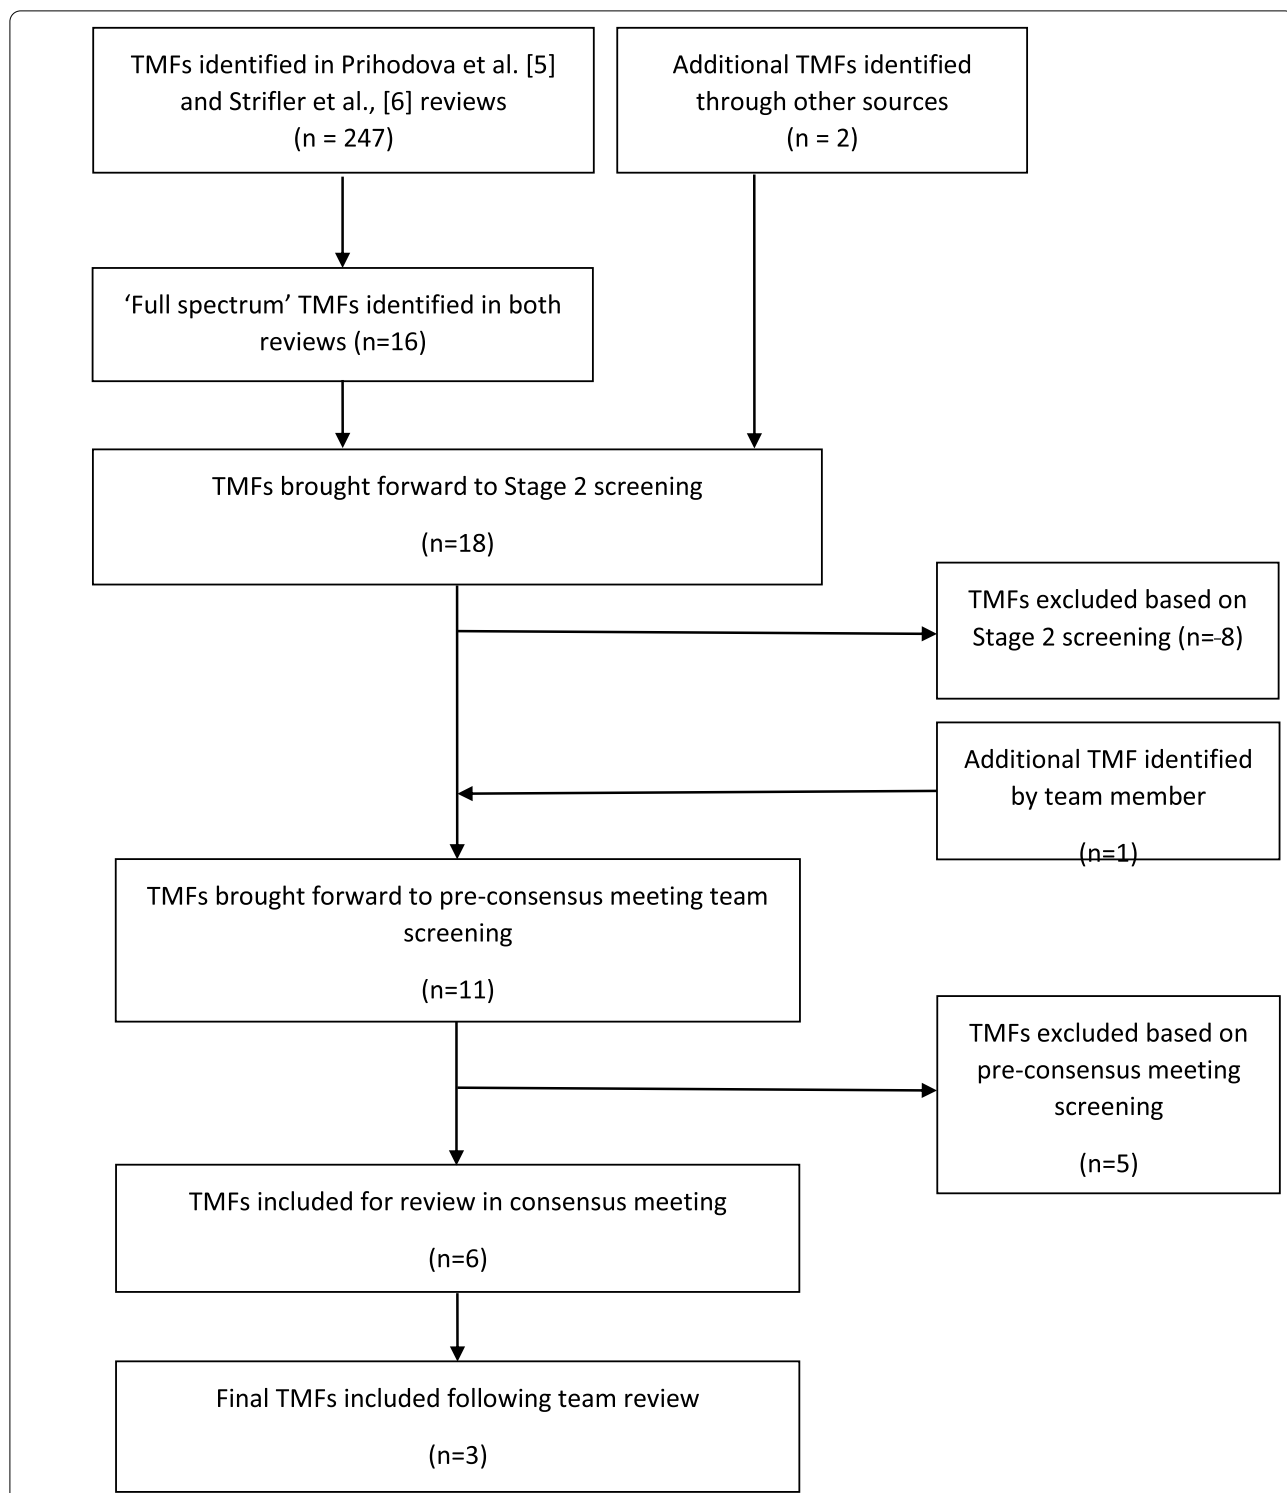 TMFs identified in Prihodova et al. [5]
and Strifler et al., [6] reviews
(n = 247)
Additional TMFs identified
through other sources
(n = 2)
‘Full spectrum’ TMFs identified in both
reviews (n=16)
TMFs brought forward to Stage 2 screening
(n=18)
TMFs excluded based on
Stage 2 screening (n=-8)
Additional TMF identified
by team member
(n=1)
TMFs brought forward to pre-consensus meeting team
screening
(n=11)
TMFs excluded based on
pre-consensus meeting
screening
(n=5)
TMFs included for review in consensus meeting
(n=6)
Final TMFs included following team review
(n=3)